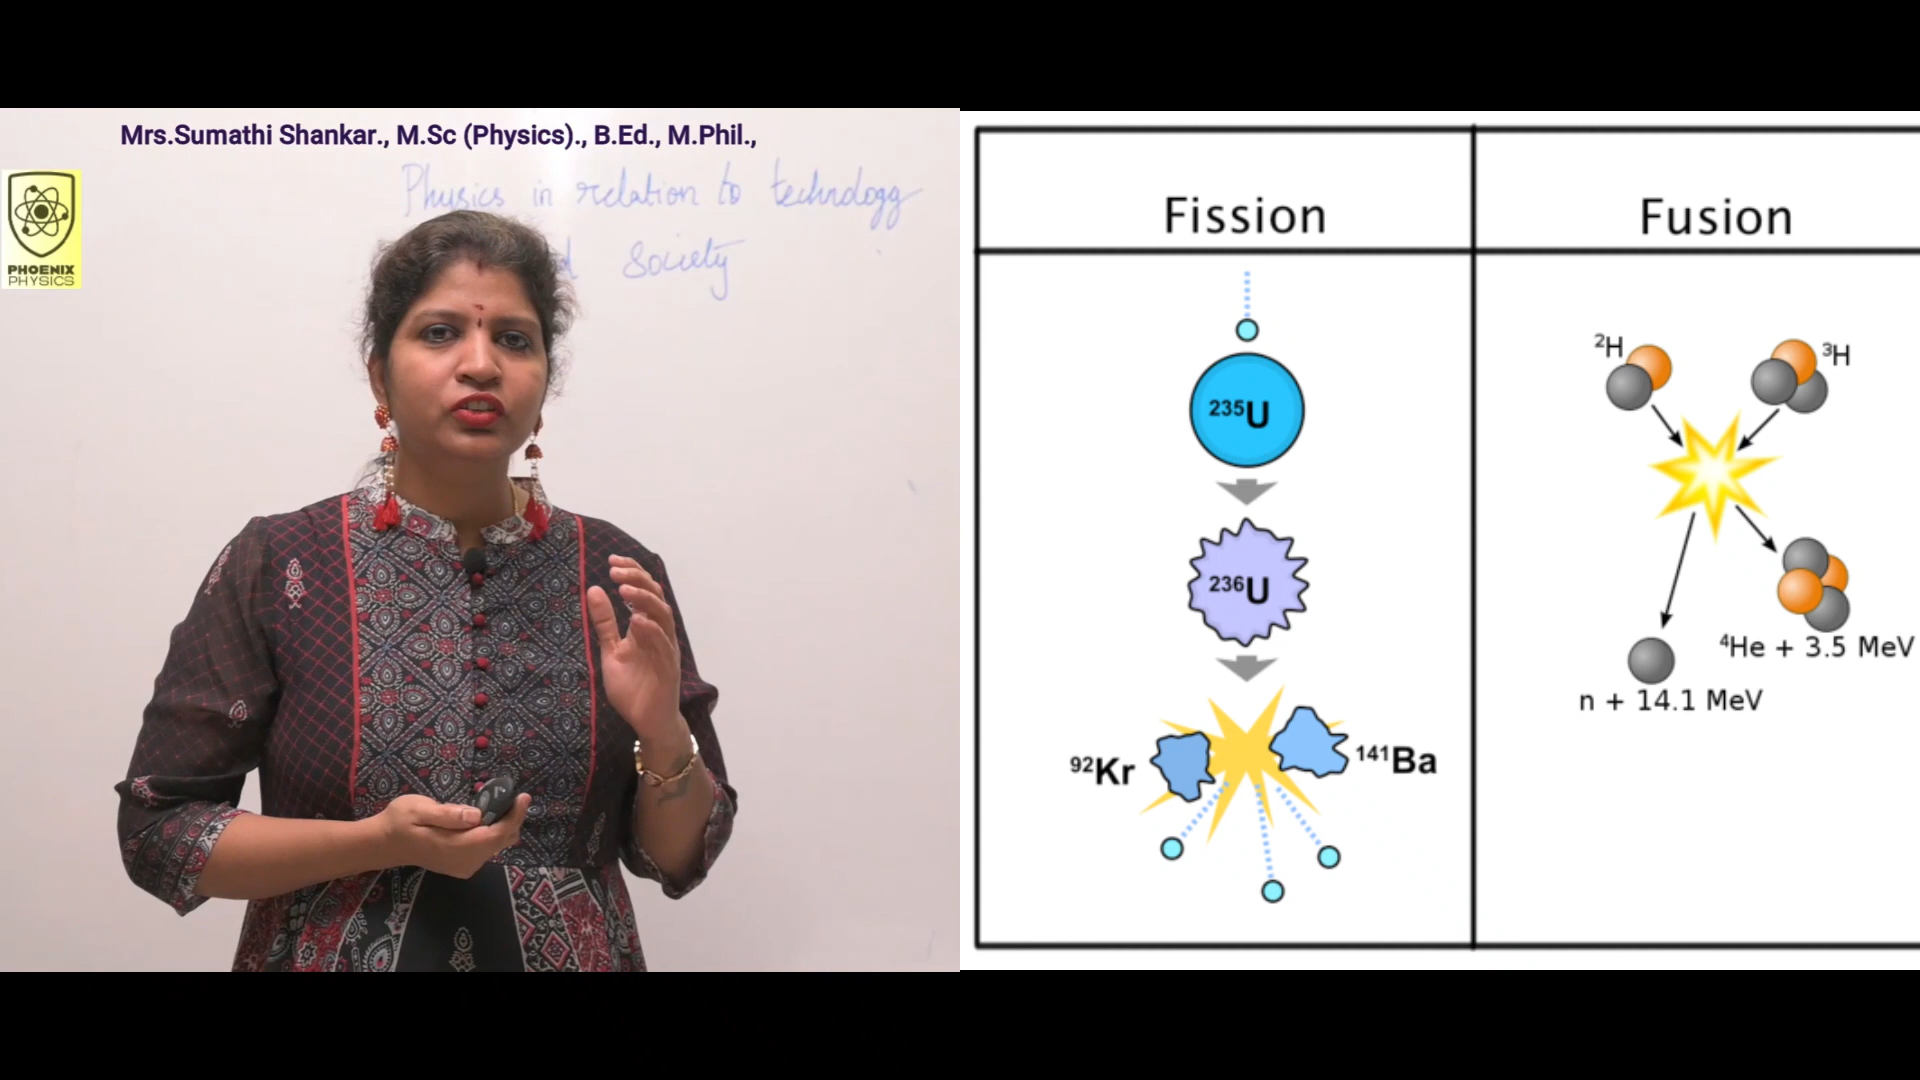 Mrs.Sumathi Shankar., M.Sc (Physics)., B.Ed., M.Phil.,
Physics in relation to technology
society
PHOENIX
PHYSICS
Fission
Fusion
²³⁵U
²³⁶U
⁹²Kr
¹⁴¹Ba
²H
³H
⁴He + 3.5 MeV
n + 14.1 MeV